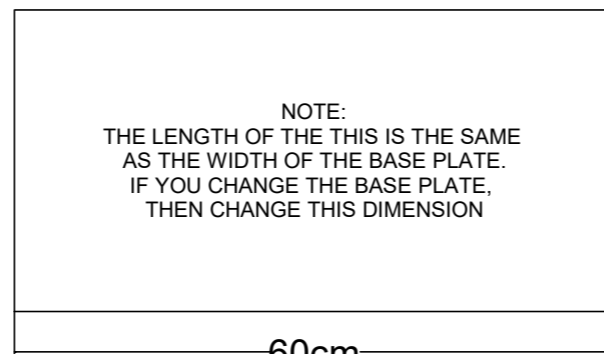 NOTE:
THE LENGTH OF THE THIS IS THE SAME
AS THE WIDTH OF THE BASE PLATE.
IF YOU CHANGE THE BASE PLATE,
THEN CHANGE THIS DIMENSION
60cm